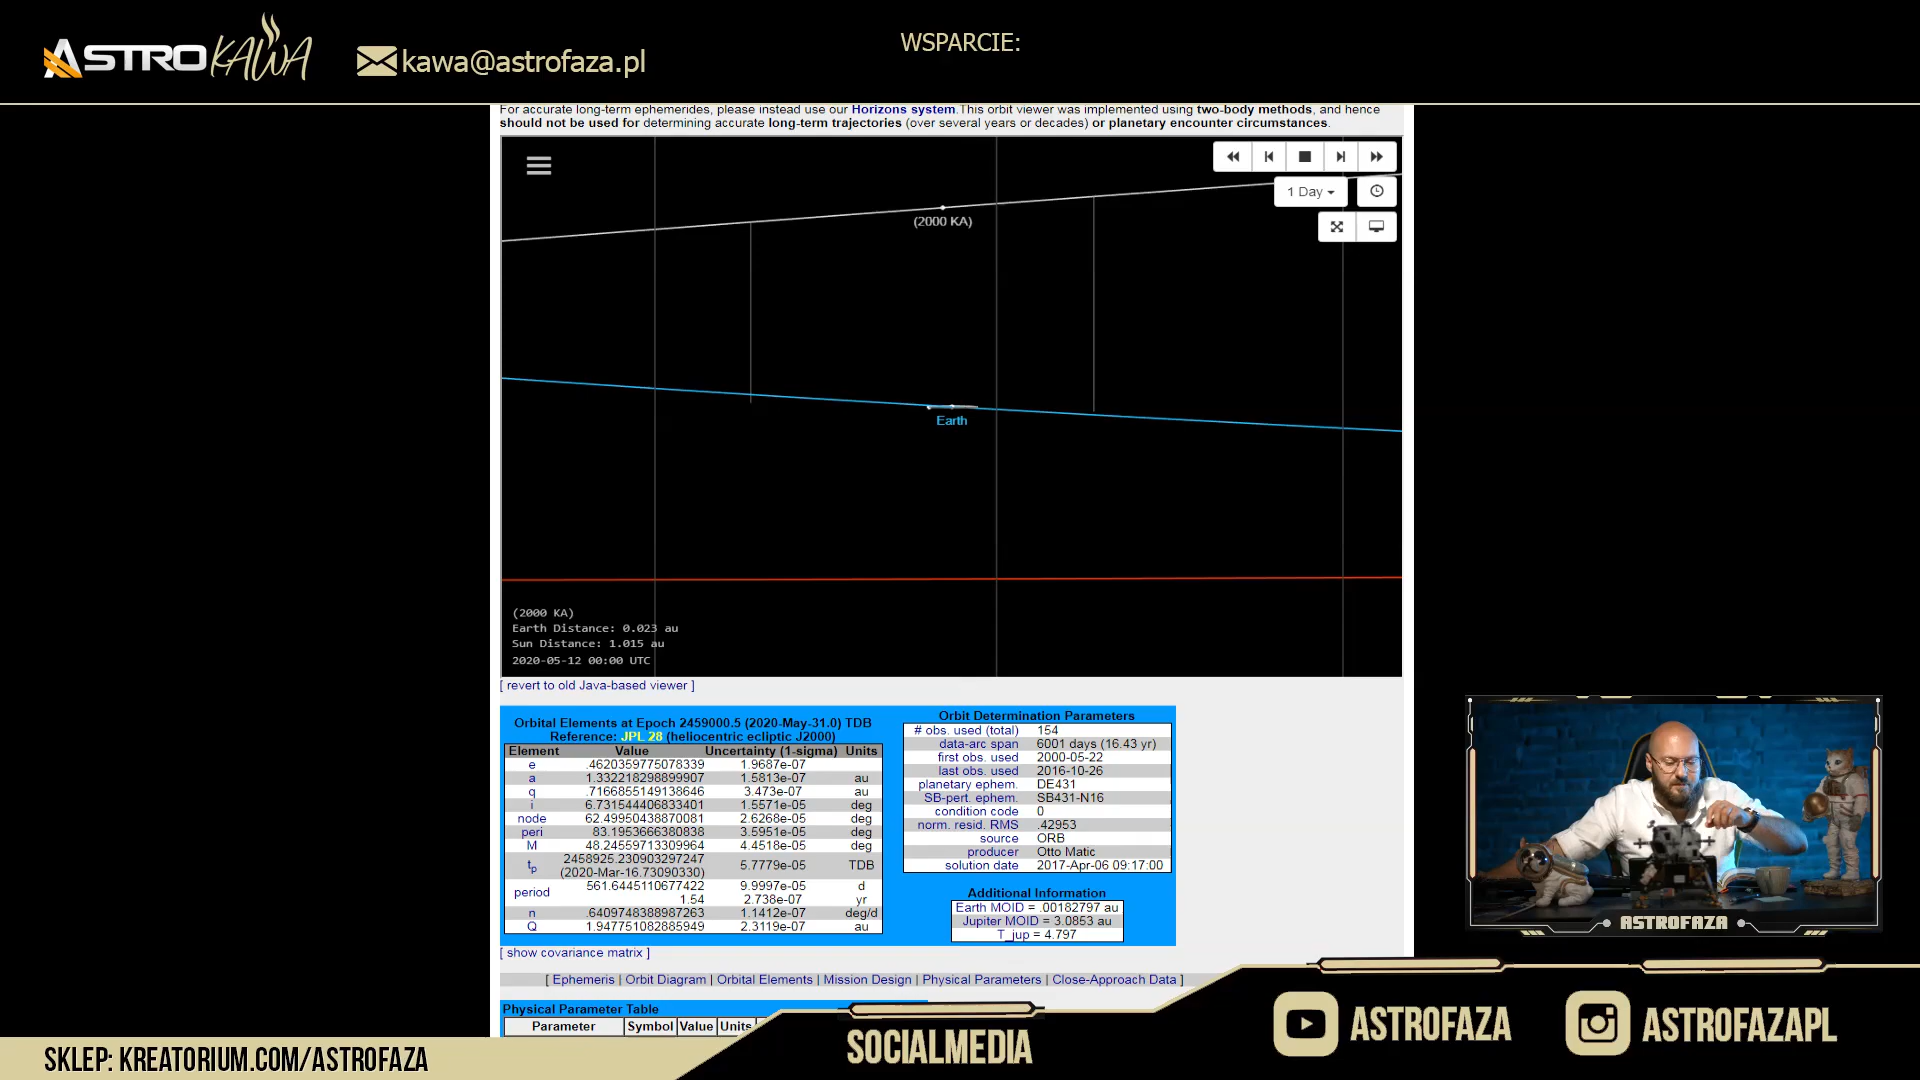 ASTROKAWA
kawa@astrofaza.pl
WSPARCIE:
For accurate long-term ephemerides, please instead use our Horizons system.This orbit viewer was implemented using two-body methods, and hence
should not be used for determining accurate long-term trajectories (over several years or decades) or planetary encounter circumstances.
1 Day
(2000 KA)
Earth
(2000 KA)
Earth Distance: 0.023 au
Sun Distance: 1.015 au
2020-05-12 00:00 UTC
[ revert to old Java-based viewer ]
Orbital Elements at Epoch 2459000.5 (2020-May-31.0) TDB
Reference: JPL 28 (heliocentric ecliptic J2000)
Element Value Uncertainty (1-sigma) Units
e .4620359775078339 1.9687e-07
a 1.332218298899907 1.5813e-07 au
q .7166855149138646 3.473e-07 au
i 6.731544406833401 1.5571e-05 deg
node 62.49950438870081 2.6268e-05 deg
peri 83.1953666380838 3.5951e-05 deg
M 48.24559713309964 4.4518e-05 deg
tp 2458925.230903297247 5.7779e-05 TDB
(2020-Mar-16.73090330)
period 561.6445110677422 9.9997e-05 d
1.54 2.738e-07 yr
n .6409748388987263 1.1412e-07 deg/d
Q 1.947751082885949 2.3119e-07 au
Orbit Determination Parameters
# obs. used (total) 154
data-arc span 6001 days (16.43 yr)
first obs. used 2000-05-22
last obs. used 2016-10-26
planetary ephem. DE431
SB-pert. ephem. SB431-N16
condition code 0
norm. resid. RMS .42953
source ORB
producer Otto Matic
solution date 2017-Apr-06 09:17:00
Additional Information
Earth MOID = .00182797 au
Jupiter MOID = 3.0853 au
T_jup = 4.797
[ show covariance matrix ]
[ Ephemeris | Orbit Diagram | Orbital Elements | Mission Design | Physical Parameters | Close-Approach Data ]
Physical Parameter Table
Parameter Symbol Value Units
ASTROFAZA
SKLEP: KREATORIUM.COM/ASTROFAZA
SOCIALMEDIA
ASTROFAZA
ASTROFAZAPL